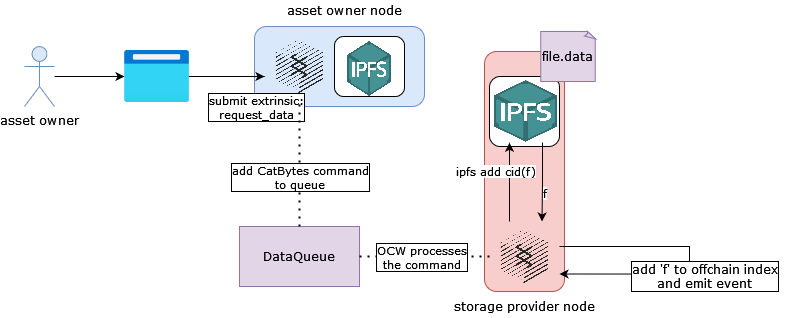 asset owner node
file.data
IPFS
IPFS
asset owner
submit extrinsic:
request_data
ipfs add cid(f)
add CatBytes command
to queue
f
DataQueue
OCW processes
the command
add 'f' to offchain index
and emit event
storage provider node